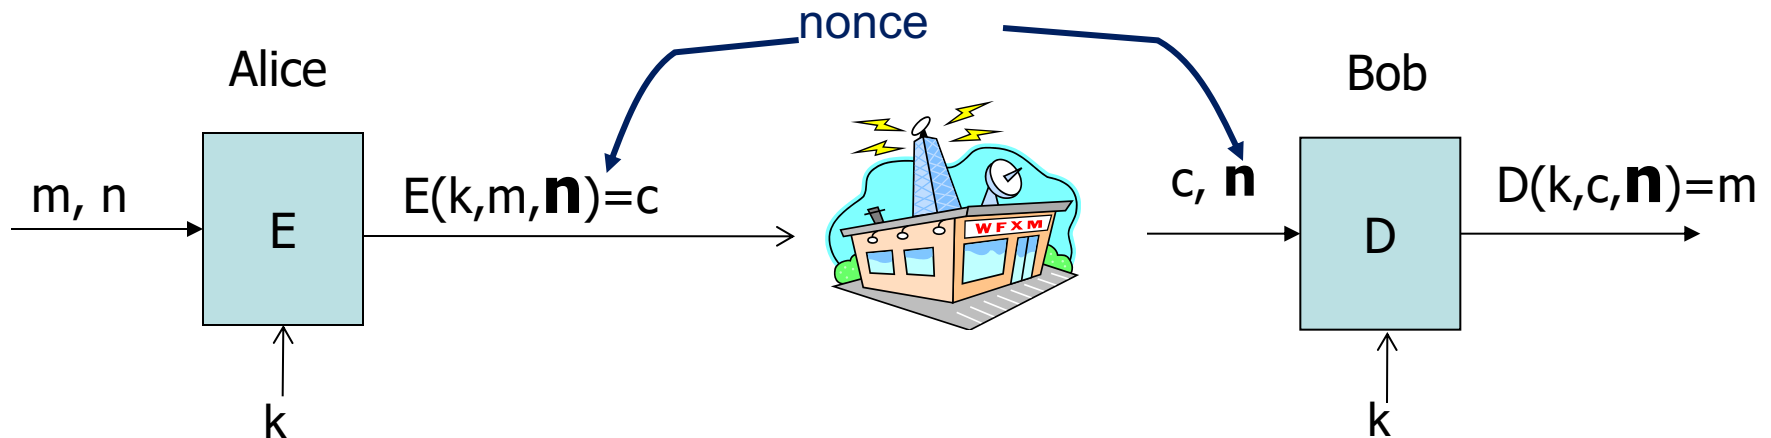 nonce
Alice
Bob
m, n
E
E(k,m,n)=c
WFXM
c, n
D
D(k,c,n)=m
k
k